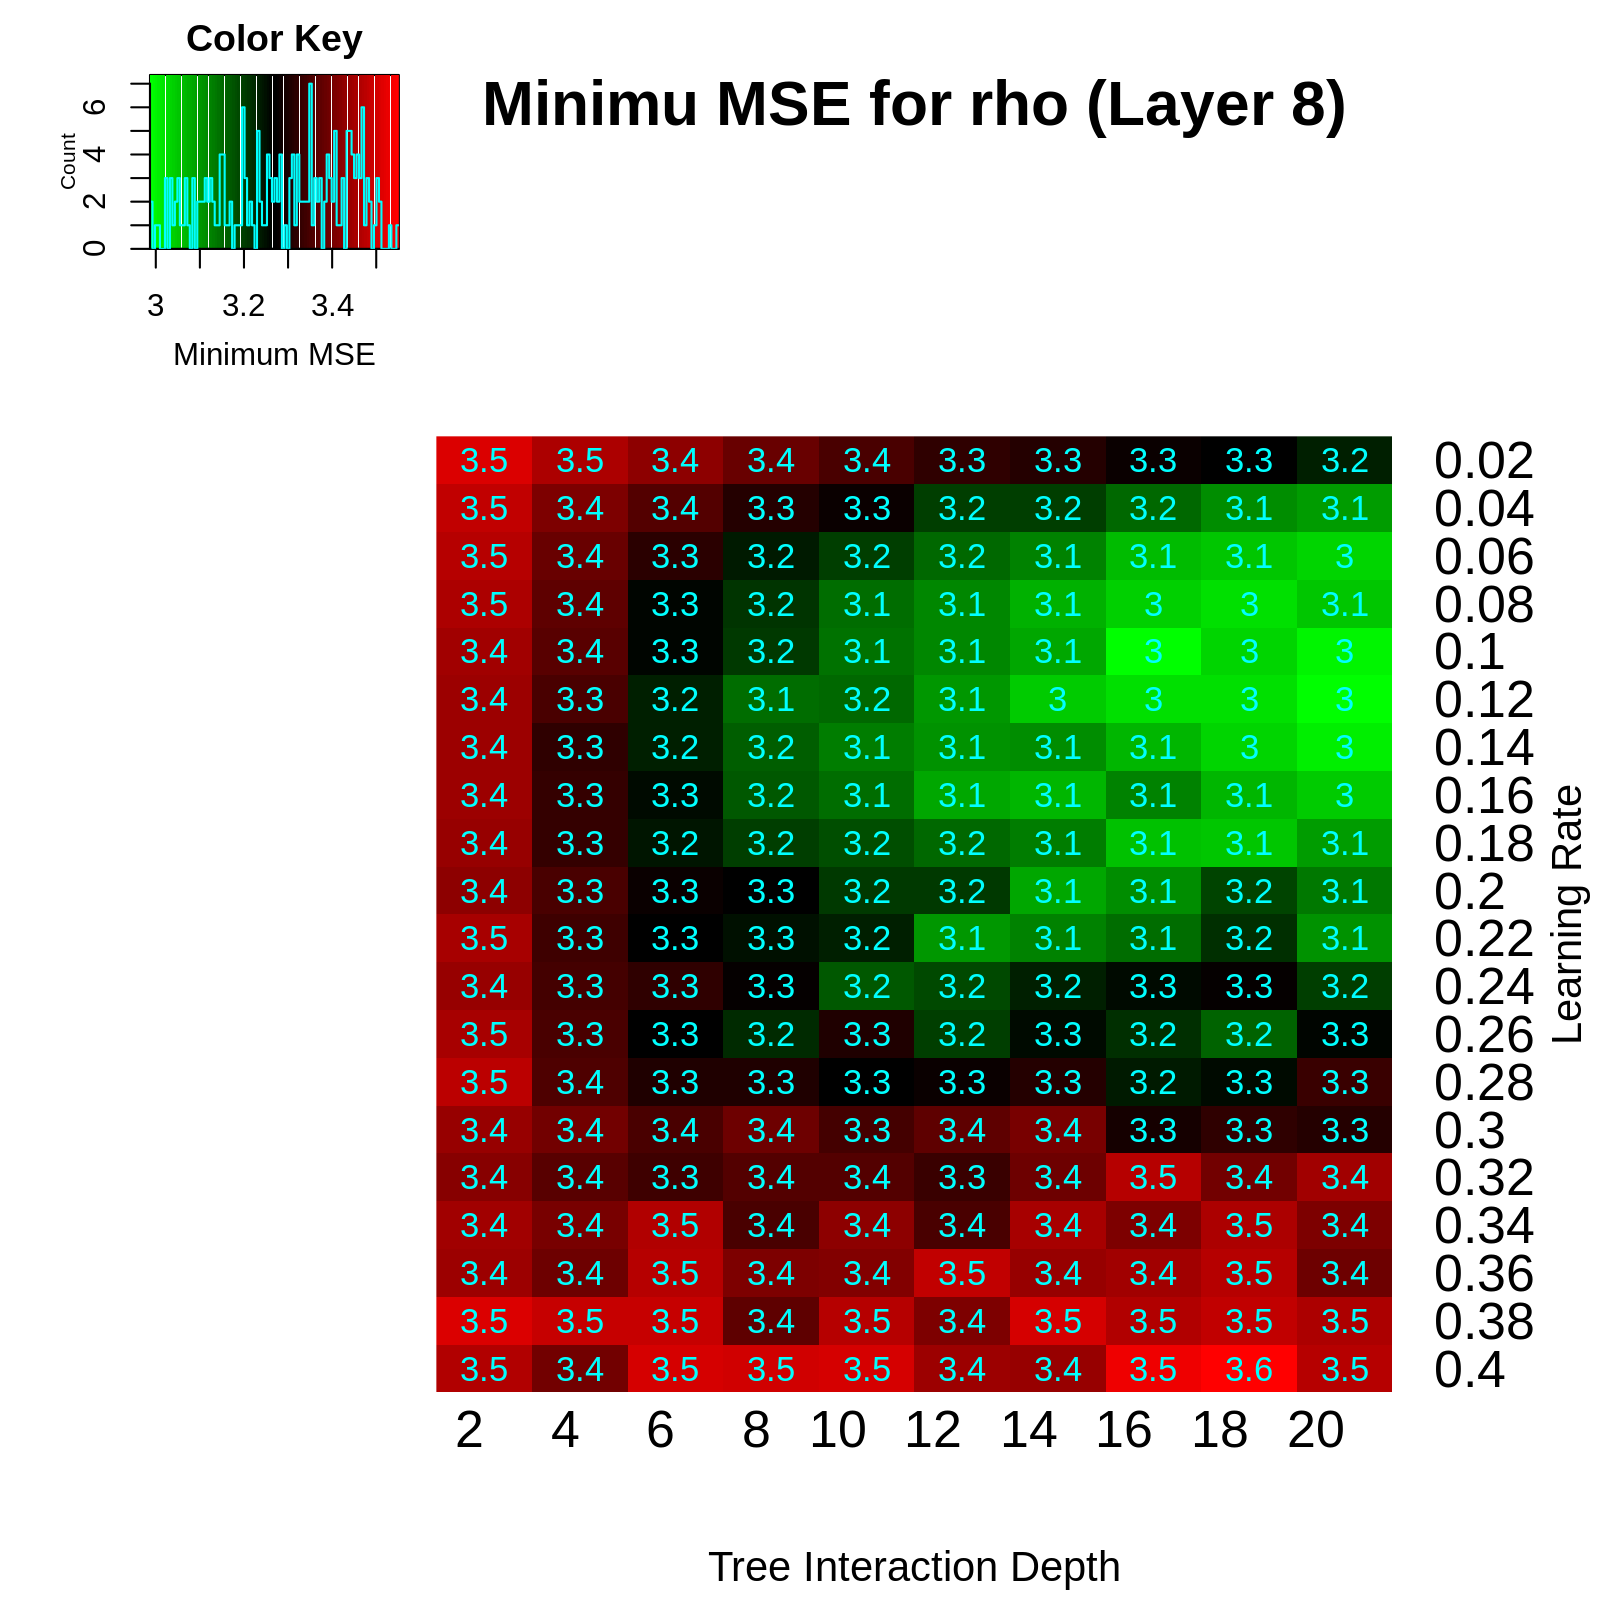 Color Key
Minimu MSE for rho (Layer 8)
Count
6
4
2
0
3 3.2 3.4
Minimum MSE
3.5 3.5 3.4 3.4 3.4 3.3 3.3 3.3 3.3 3.2 0.02
3.5 3.4 3.4 3.3 3.3 3.2 3.2 3.2 3.1 3.1 0.04
3.5 3.4 3.3 3.2 3.2 3.2 3.1 3.1 3.1 3 0.06
3.5 3.4 3.3 3.2 3.1 3.1 3.1 3 3 3.1 0.08
3.4 3.4 3.3 3.2 3.1 3.1 3.1 3 3 3 0.1
3.4 3.3 3.2 3.1 3.2 3.1 3 3 3 3 0.12
3.4 3.3 3.2 3.2 3.1 3.1 3.1 3.1 3 3 0.14
3.4 3.3 3.3 3.2 3.1 3.1 3.1 3.1 3.1 3 0.16
3.4 3.3 3.2 3.2 3.2 3.2 3.1 3.1 3.1 3.1 0.18
3.4 3.3 3.3 3.3 3.2 3.2 3.1 3.1 3.2 3.1 0.2
3.5 3.3 3.3 3.3 3.2 3.1 3.1 3.1 3.2 3.1 0.22
3.4 3.3 3.3 3.3 3.2 3.2 3.2 3.3 3.3 3.2 0.24
3.5 3.3 3.3 3.2 3.3 3.2 3.3 3.2 3.2 3.3 0.26
3.5 3.4 3.3 3.3 3.3 3.3 3.3 3.2 3.3 3.3 0.28
3.4 3.4 3.4 3.4 3.3 3.4 3.4 3.3 3.3 3.3 0.3
3.4 3.4 3.3 3.4 3.4 3.3 3.4 3.5 3.4 3.4 0.32
3.4 3.4 3.5 3.4 3.4 3.4 3.4 3.4 3.5 3.4 0.34
3.4 3.4 3.5 3.4 3.4 3.5 3.4 3.4 3.5 3.4 0.36
3.5 3.5 3.5 3.4 3.5 3.4 3.5 3.5 3.5 3.5 0.38
3.5 3.4 3.5 3.5 3.5 3.4 3.4 3.5 3.6 3.5 0.4
Learning Rate
2 4 6 8 10 12 14 16 18 20
Tree Interaction Depth